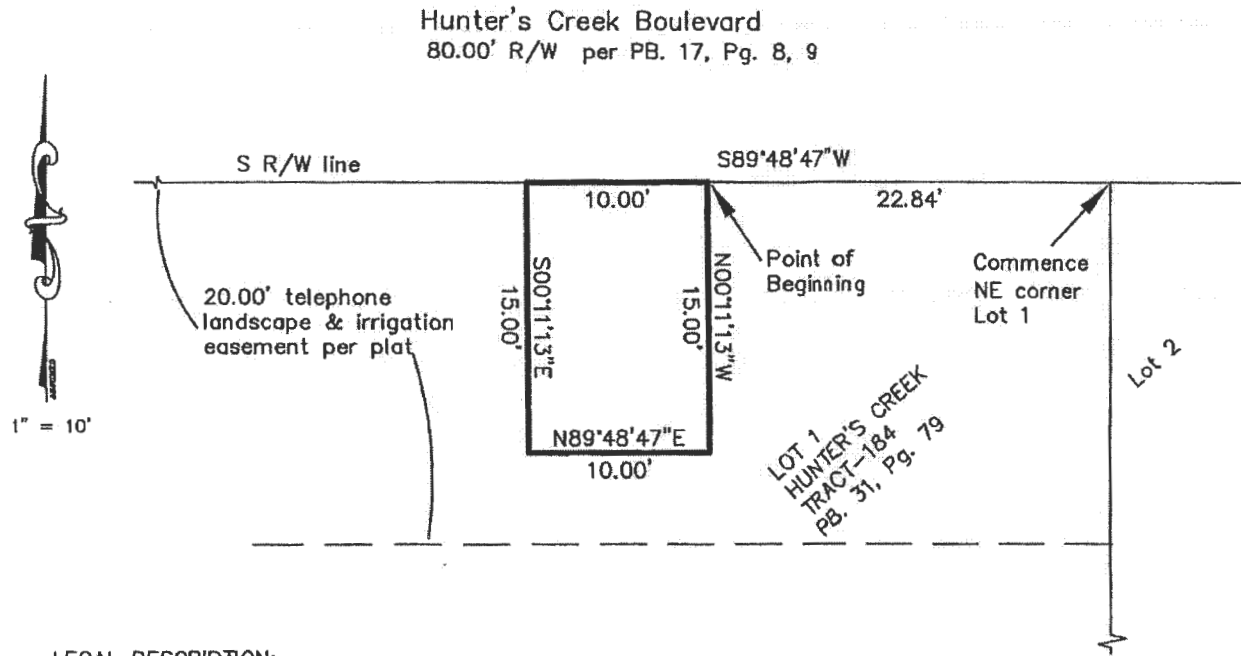 Hunter's Creek Boulevard
80.00' R/W per PB. 17, Pg. 8, 9
S R/W line
S89°48'47"W
10.00'
22.84'
Point of
Beginning
Commence
NE corner
Lot 1
20.00' telephone
landscape & irrigation
easement per plat
S00°11'13"E
15.00'
N00°11'13"W
15.00'
Lot 2
1" = 10'
N89°48'47"E
10.00'
LOT 1
HUNTER'S CREEK
TRACT-184
PB. 31, Pg. 79
LEGAL DESCRIPTION: